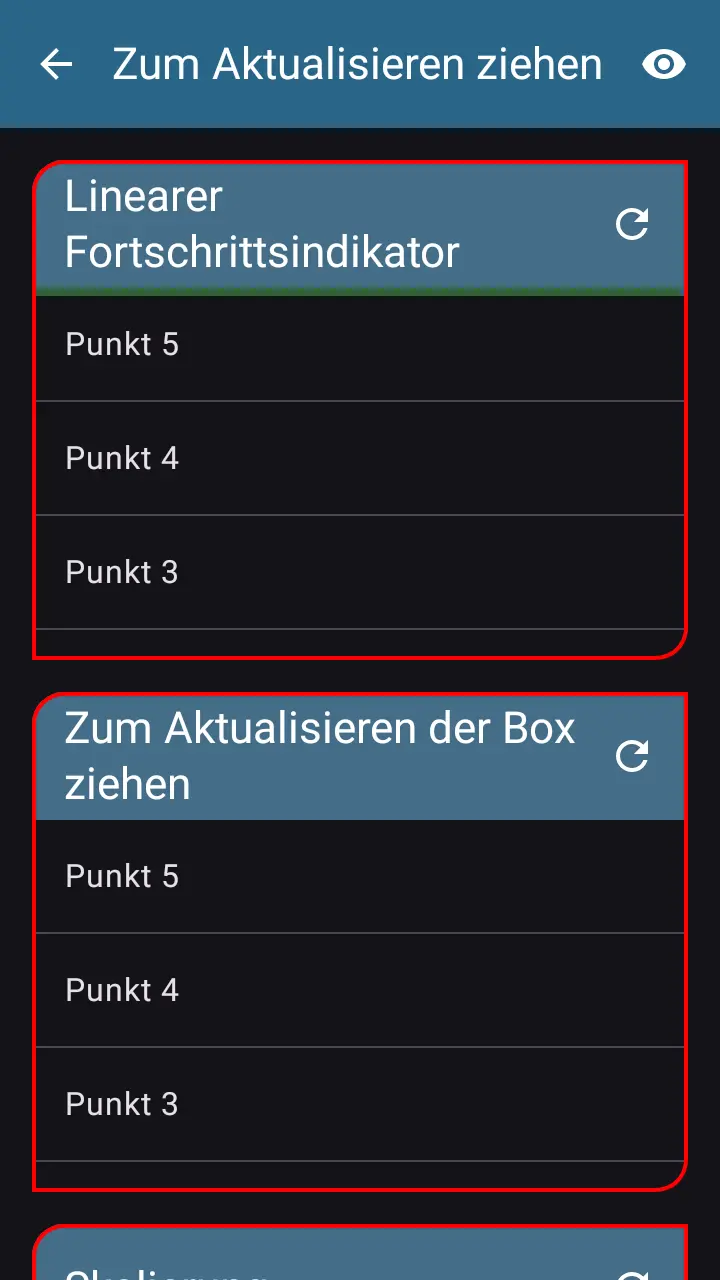 Zum Aktualisieren ziehen
Linearer
Fortschrittsindikator
Punkt 5
Punkt 4
Punkt 3
Zum Aktualisieren der Box
ziehen
Punkt 5
Punkt 4
Punkt 3
Skalierung